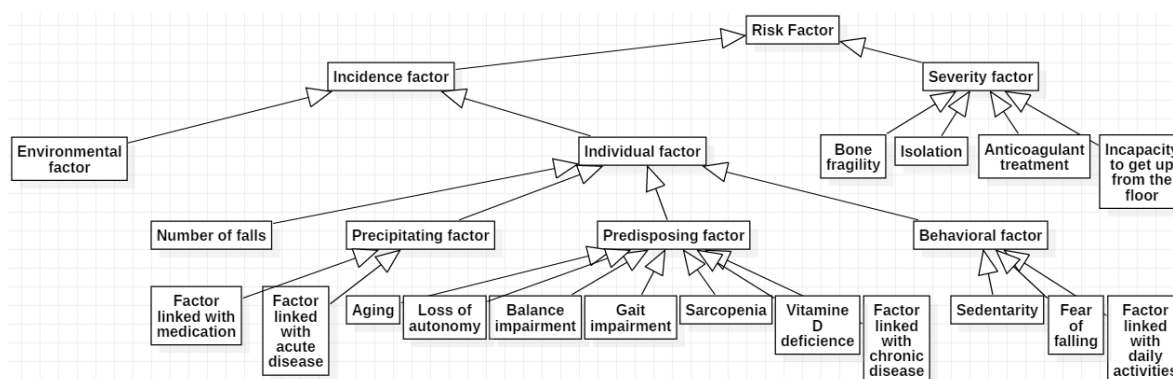 Risk Factor
Incidence factor
Severity factor
Environmental
factor
Individual factor
Bone
fragility
Isolation
Anticoagulant
treatment
Incapacity
to get up
from the
floor
Number of falls
Precipitating factor
Predisposing factor
Behavioral factor
Factor
linked with
medication
Factor
linked
with
acute
disease
Aging
Loss of
autonomy
Balance
impairment
Gait
impairment
Sarcopenia
Vitamine
D
deficience
Factor
linked
with
chronic
disease
Sedentarity
Fear
of
falling
Factor
linked
with
daily
activities